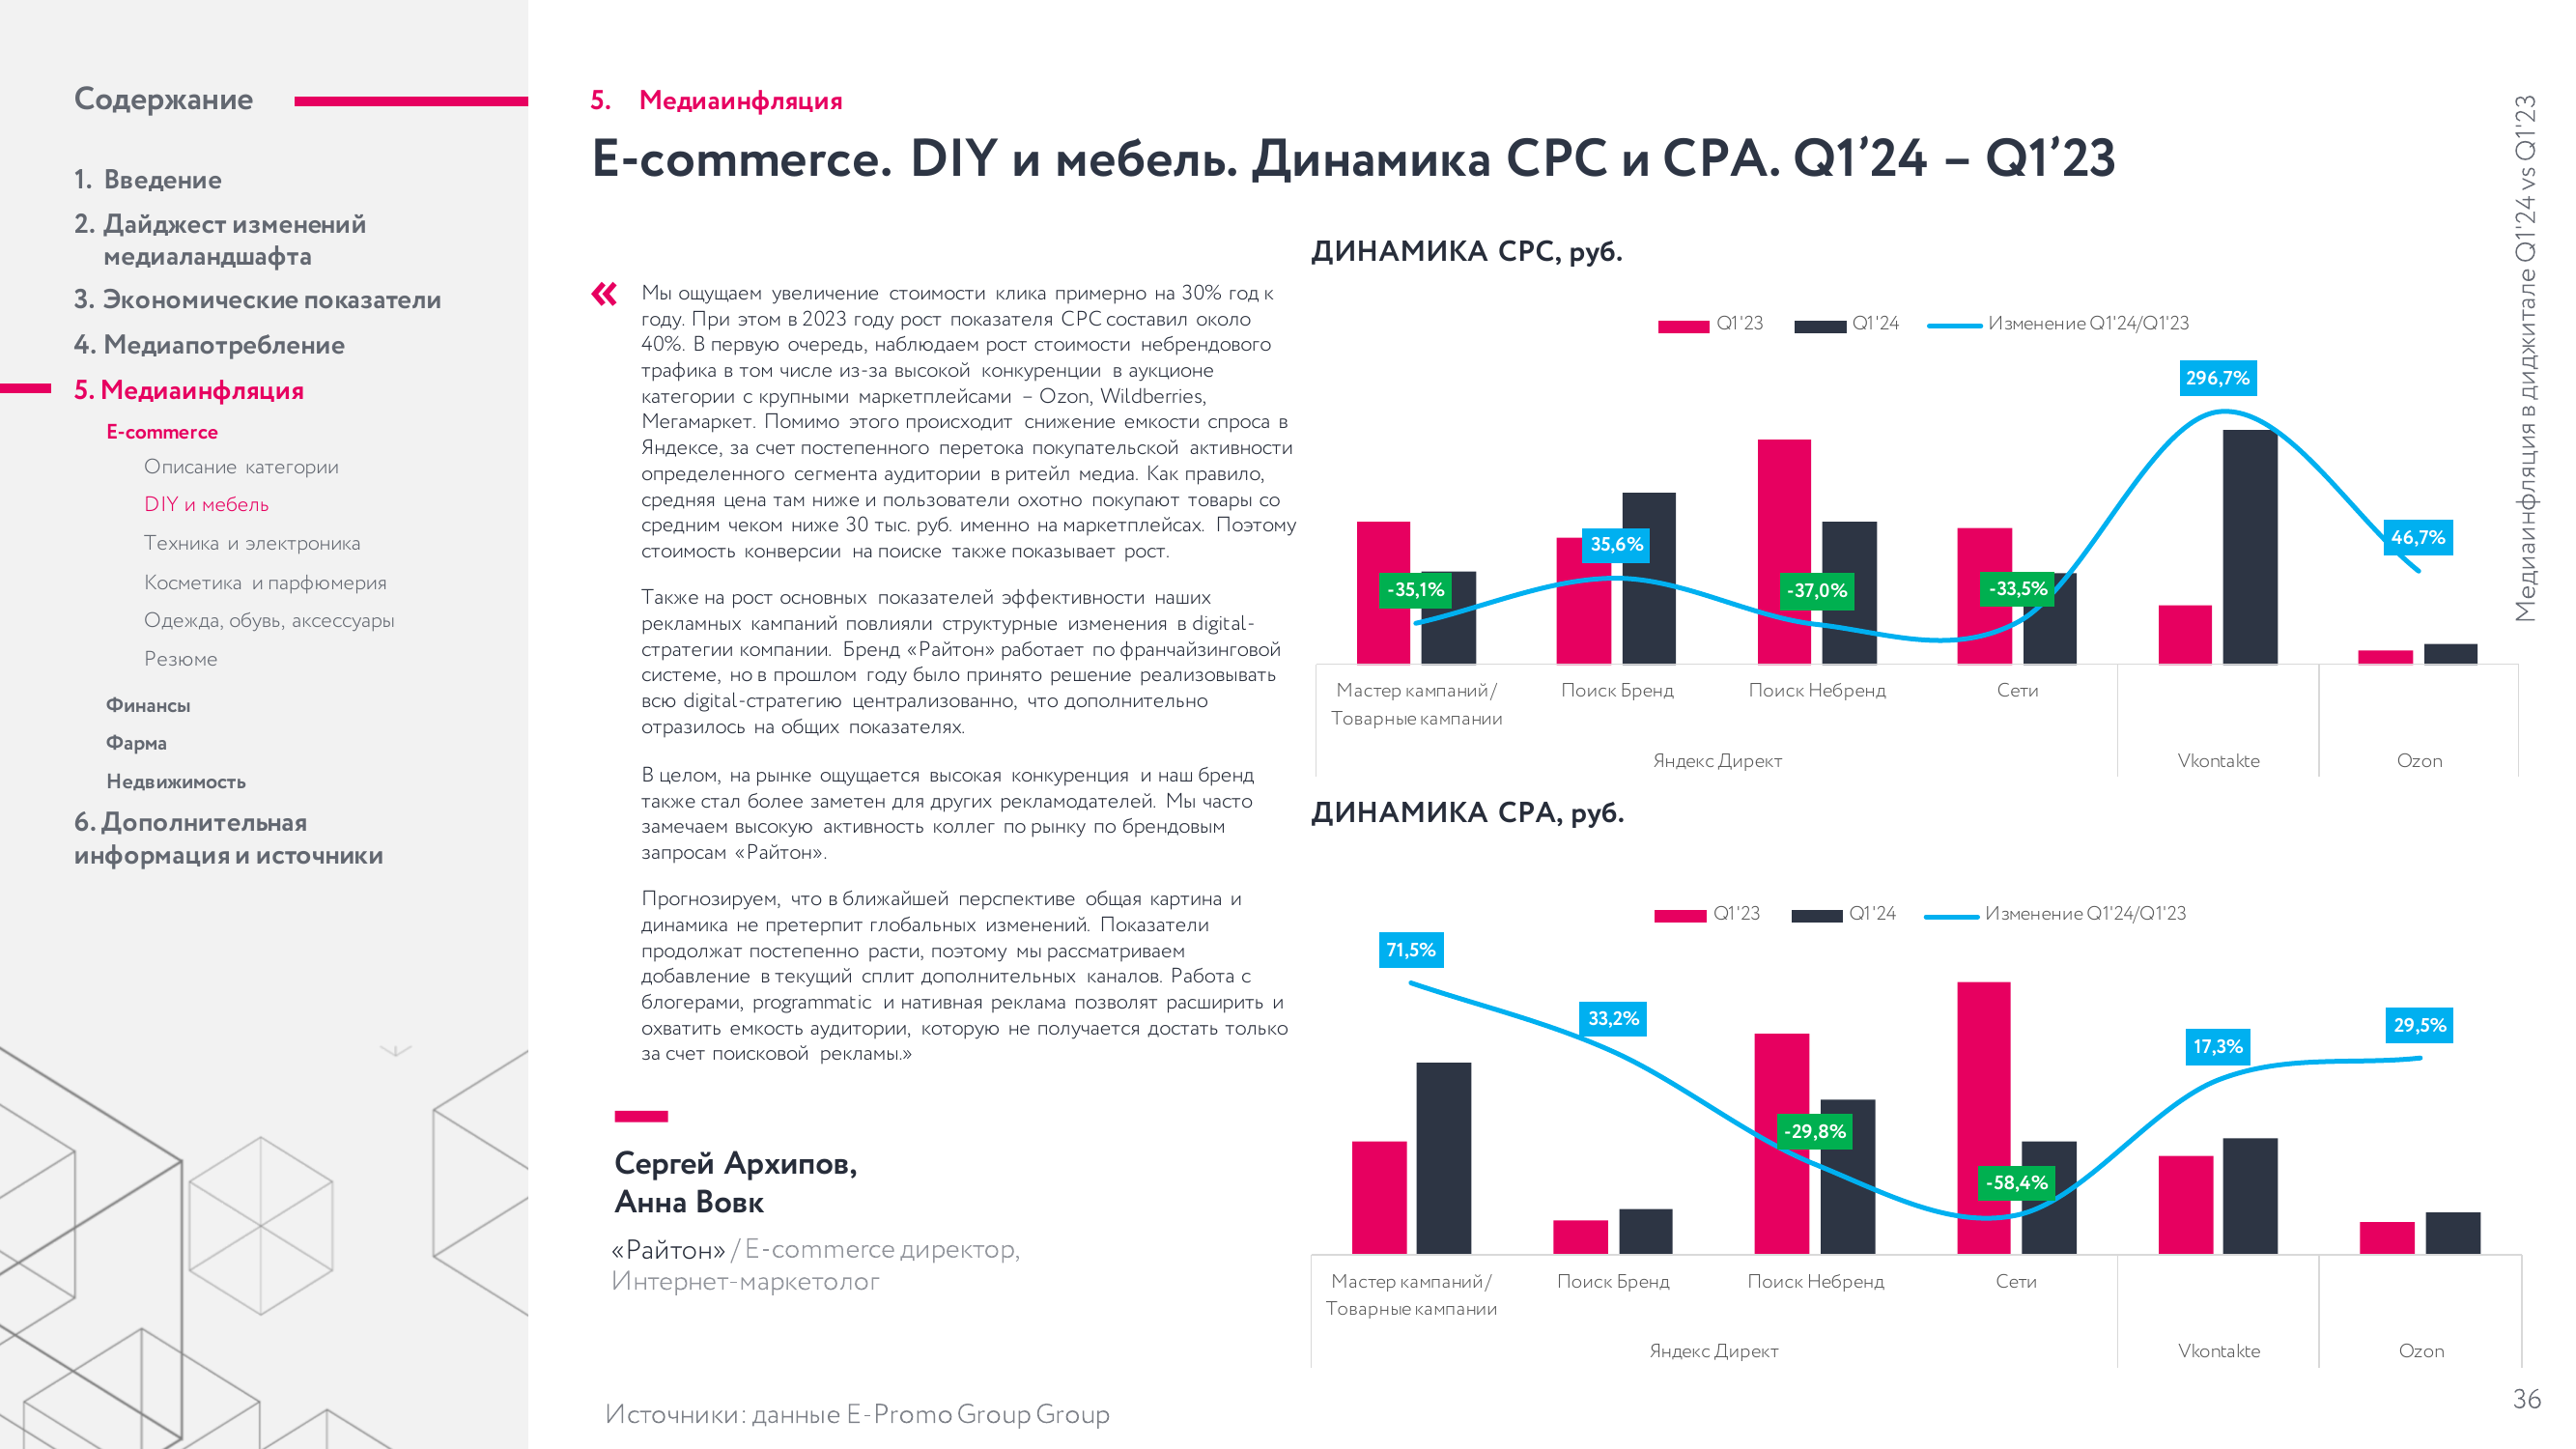 Содержание
1. Введение
2. Дайджест изменений
медиаландшафта
3. Экономические показатели
4. Медиапотребление
5. Медиаинфляция
E-commerce
Описание категории
DIY и мебель
Техника и электроника
Косметика и парфюмерия
Одежда, обувь, аксессуары
Резюме
Финансы
Фарма
Недвижимость
6. Дополнительная
информация и источники
5. Медиаинфляция
E-commerce. DIY и мебель. Динамика CPC и CPA. Q1’24 – Q1’23
«
Мы ощущаем увеличение стоимости клика примерно на 30% год к
году. При этом в 2023 году рост показателя CPC составил около
40%. В первую очередь, наблюдаем рост стоимости небрендового
трафика в том числе из-за высокой конкуренции в аукционе
категории с крупными маркетплейсами – Ozon, Wildberries,
Мегамаркет. Помимо этого происходит снижение емкости спроса в
Яндексе, за счет постепенного перетока покупательской активности
определенного сегмента аудитории в ритейл медиа. Как правило,
средняя цена там ниже и пользователи охотно покупают товары со
средним чеком ниже 30 тыс. руб. именно на маркетплейсах. Поэтому
стоимость конверсии на поиске также показывает рост.
Также на рост основных показателей эффективности наших
рекламных кампаний повлияли структурные изменения в digital-
стратегии компании. Бренд «Райтон» работает по франчайзинговой
системе, но в прошлом году было принято решение реализовывать
всю digital-стратегию централизованно, что дополнительно
отразилось на общих показателях.
В целом, на рынке ощущается высокая конкуренция и наш бренд
также стал более заметен для других рекламодателей. Мы часто
замечаем высокую активность коллег по рынку по брендовым
запросам «Райтон».
Прогнозируем, что в ближайшей перспективе общая картина и
динамика не претерпит глобальных изменений. Показатели
продолжат постепенно расти, поэтому мы рассматриваем
добавление в текущий сплит дополнительных каналов. Работа с
блогерами, programmatic и нативная реклама позволят расширить и
охватить емкость аудитории, которую не получается достать только
за счет поисковой рекламы.»
Сергей Архипов,
Анна Вовк
«Райтон» / E-commerce директор,
Интернет-маркетолог
Источники: данные E-Promo Group Group
ДИНАМИКА CPC, руб.
Q1'23 Q1'24 Изменение Q1'24/Q1'23
-35,1% 35,6% -37,0% -33,5% 296,7% 46,7%
Мастер кампаний/ Поиск Бренд Поиск Небренд Сети
Товарные кампании
Яндекс Директ Vkontakte Ozon
ДИНАМИКА CPA, руб.
Q1'23 Q1'24 Изменение Q1'24/Q1'23
71,5% 33,2% -29,8% -58,4% 17,3% 29,5%
Мастер кампаний/ Поиск Бренд Поиск Небренд Сети
Товарные кампании
Яндекс Директ Vkontakte Ozon
Медиаинфляция в диджитале Q1'24 vs Q1'23
36